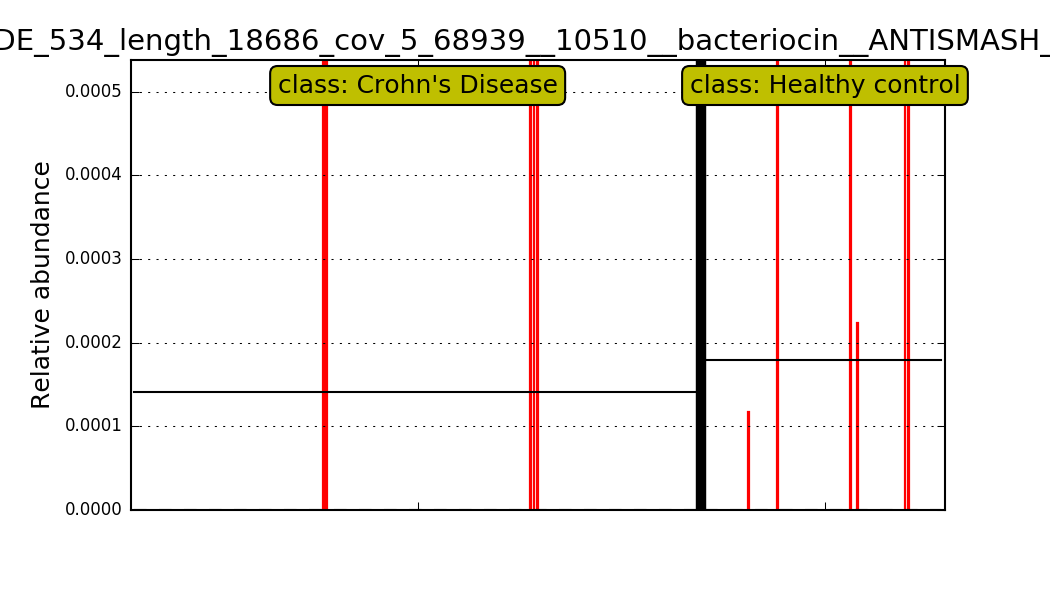 DE_534_length_18686_cov_5_68939__10510__bacteriocin__ANTISMASH_
class: Crohn's Disease
class: Healthy control
Relative abundance
0.0005
0.0004
0.0003
0.0002
0.0001
0.0000